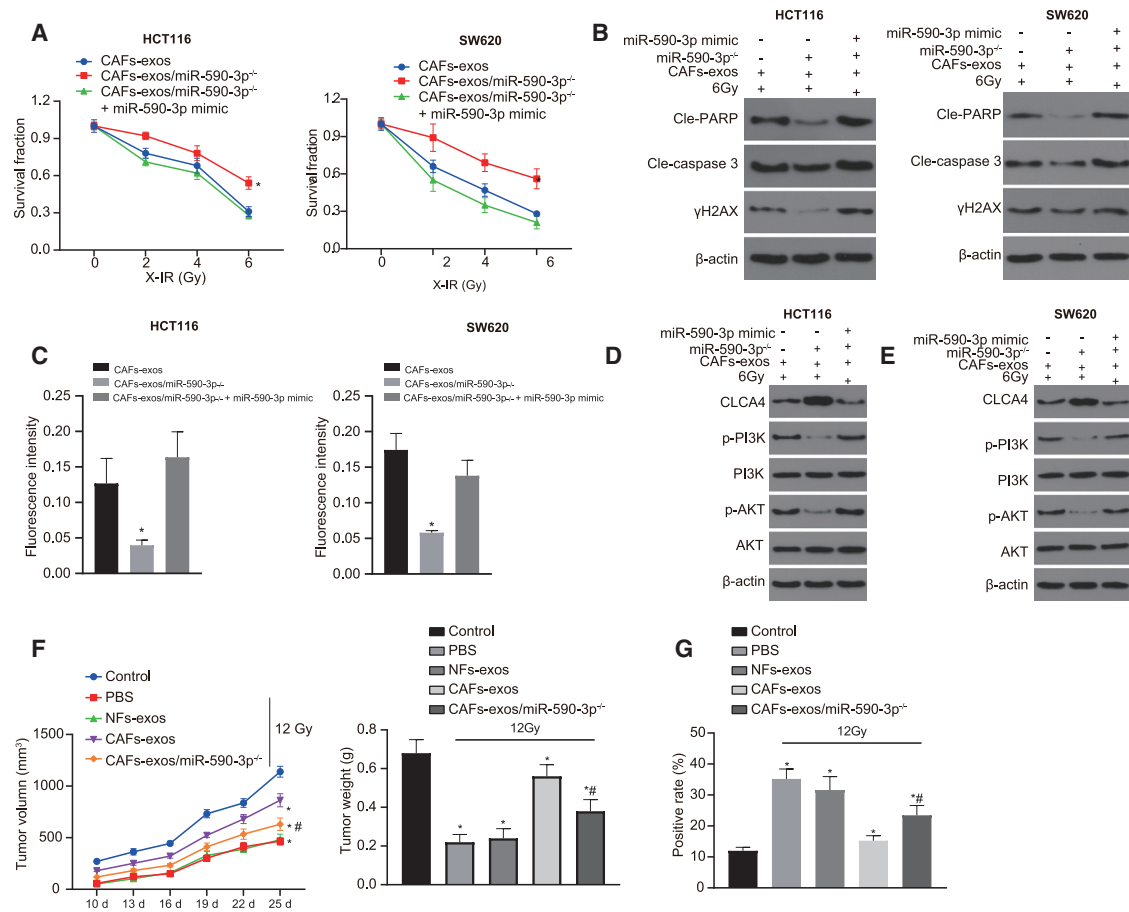 A
HCT116
CAFs-exos
CAFs-exos/miR-590-3p-/-
CAFs-exos/miR-590-3p-/-
+ miR-590-3p mimic
Survival fraction
1.2
0.9
0.6
0.3
0.0
0 2 4 6
X-IR (Gy)
*
SW620
CAFs-exos
CAFs-exos/miR-590-3p-/-
CAFs-exos/miR-590-3p-/-
+ miR-590-3p mimic
Survival fraction
1.2
0.9
0.6
0.3
0.0
0 2 4 6
X-IR (Gy)
*
B
HCT116
miR-590-3p mimic - - +
miR-590-3p-/- - + +
CAFs-exos + + +
6Gy + + +
Cle-PARP
Cle-caspase 3
γH2AX
β-actin
SW620
miR-590-3p mimic - - +
miR-590-3p-/- - + +
CAFs-exos + + +
6Gy + + +
Cle-PARP
Cle-caspase 3
γH2AX
β-actin
C
HCT116
CAFs-exos
CAFs-exos/miR-590-3p-/-
CAFs-exos/miR-590-3p-/- + miR-590-3p mimic
Fluorescence intensity
0.25
0.20
0.15
0.10
0.05
0.00
*
SW620
CAFs-exos
CAFs-exos/miR-590-3p-/-
CAFs-exos/miR-590-3p-/- + miR-590-3p mimic
Fluorescence intensity
0.25
0.20
0.15
0.10
0.05
0.00
*
D
HCT116
miR-590-3p mimic - - +
miR-590-3p-/- - + +
CAFs-exos + + +
6Gy + + +
CLCA4
p-PI3K
PI3K
p-AKT
AKT
β-actin
E
SW620
miR-590-3p mimic - - +
miR-590-3p-/- - + +
CAFs-exos + + +
6Gy + + +
CLCA4
p-PI3K
PI3K
p-AKT
AKT
β-actin
F
Control
PBS
NFs-exos
CAFs-exos
CAFs-exos/miR-590-3p-/-
12 Gy
Tumor volumn (mm³)
1500
1000
500
0
10 d 13 d 16 d 19 d 22 d 25 d
*
* #
*
Control
PBS
NFs-exos
CAFs-exos
CAFs-exos/miR-590-3p-/-
12Gy
Tumor weight (g)
0.8
0.6
0.4
0.2
0.0
* * * *#
G
Control
PBS
NFs-exos
CAFs-exos
CAFs-exos/miR-590-3p-/-
12Gy
Positive rate (%)
50
40
30
20
10
0
* * * *#